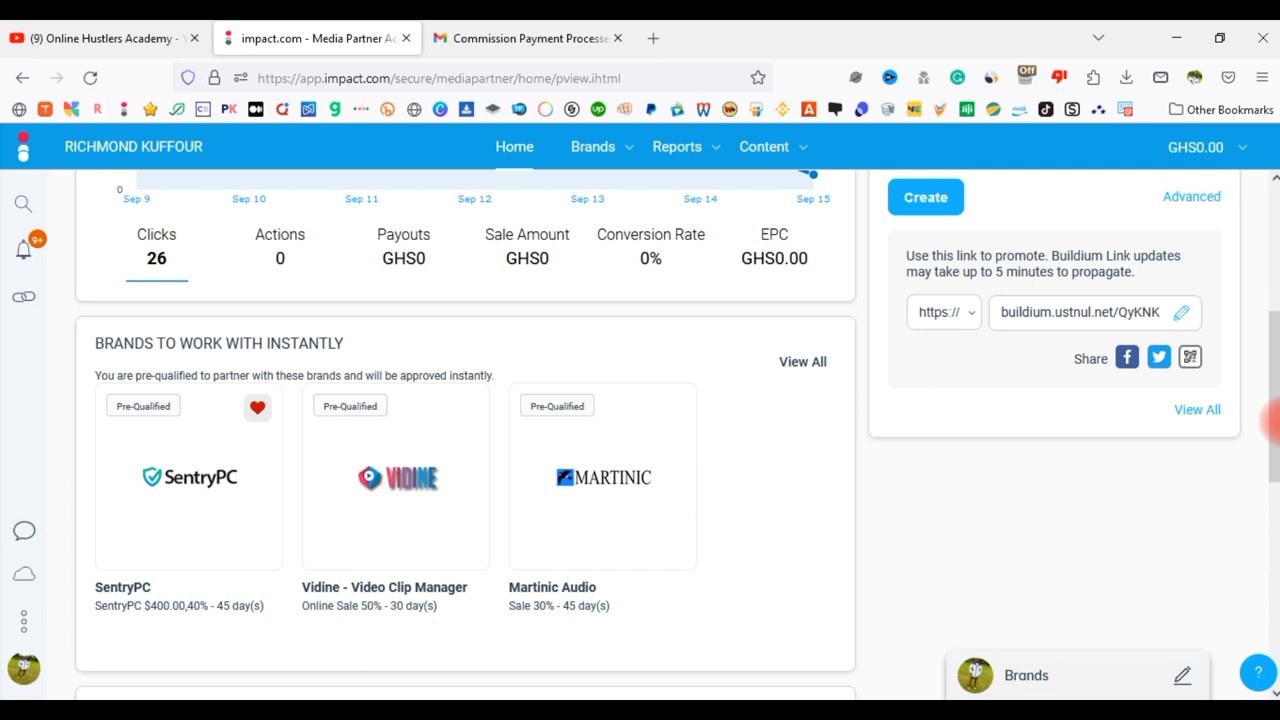 (9) Online Hustlers Academy -
impact.com - Media Partner Ac
Commission Payment Processe
https://app.impact.com/secure/mediapartner/home/pview.ihtml
Off
Other Bookmarks
RICHMOND KUFFOUR
Home
Brands
Reports
Content
GHS0.00
9+
0
Sep 9
Sep 10
Sep 11
Sep 12
Sep 13
Sep 14
Sep 15
Clicks
26
Actions
0
Payouts
GHS0
Sale Amount
GHS0
Conversion Rate
0%
EPC
GHS0.00
Create
Advanced
Use this link to promote. Buildium Link updates
may take up to 5 minutes to propagate.
https://
buildium.ustnul.net/QyKNK
Share
View All
BRANDS TO WORK WITH INSTANTLY
View All
You are pre-qualified to partner with these brands and will be approved instantly.
Pre-Qualified
Pre-Qualified
Pre-Qualified
SentryPC
VIDINE
MARTINIC
SentryPC
SentryPC $400.00,40% - 45 day(s)
Vidine - Video Clip Manager
Online Sale 50% - 30 day(s)
Martinic Audio
Sale 30% - 45 day(s)
Brands
?